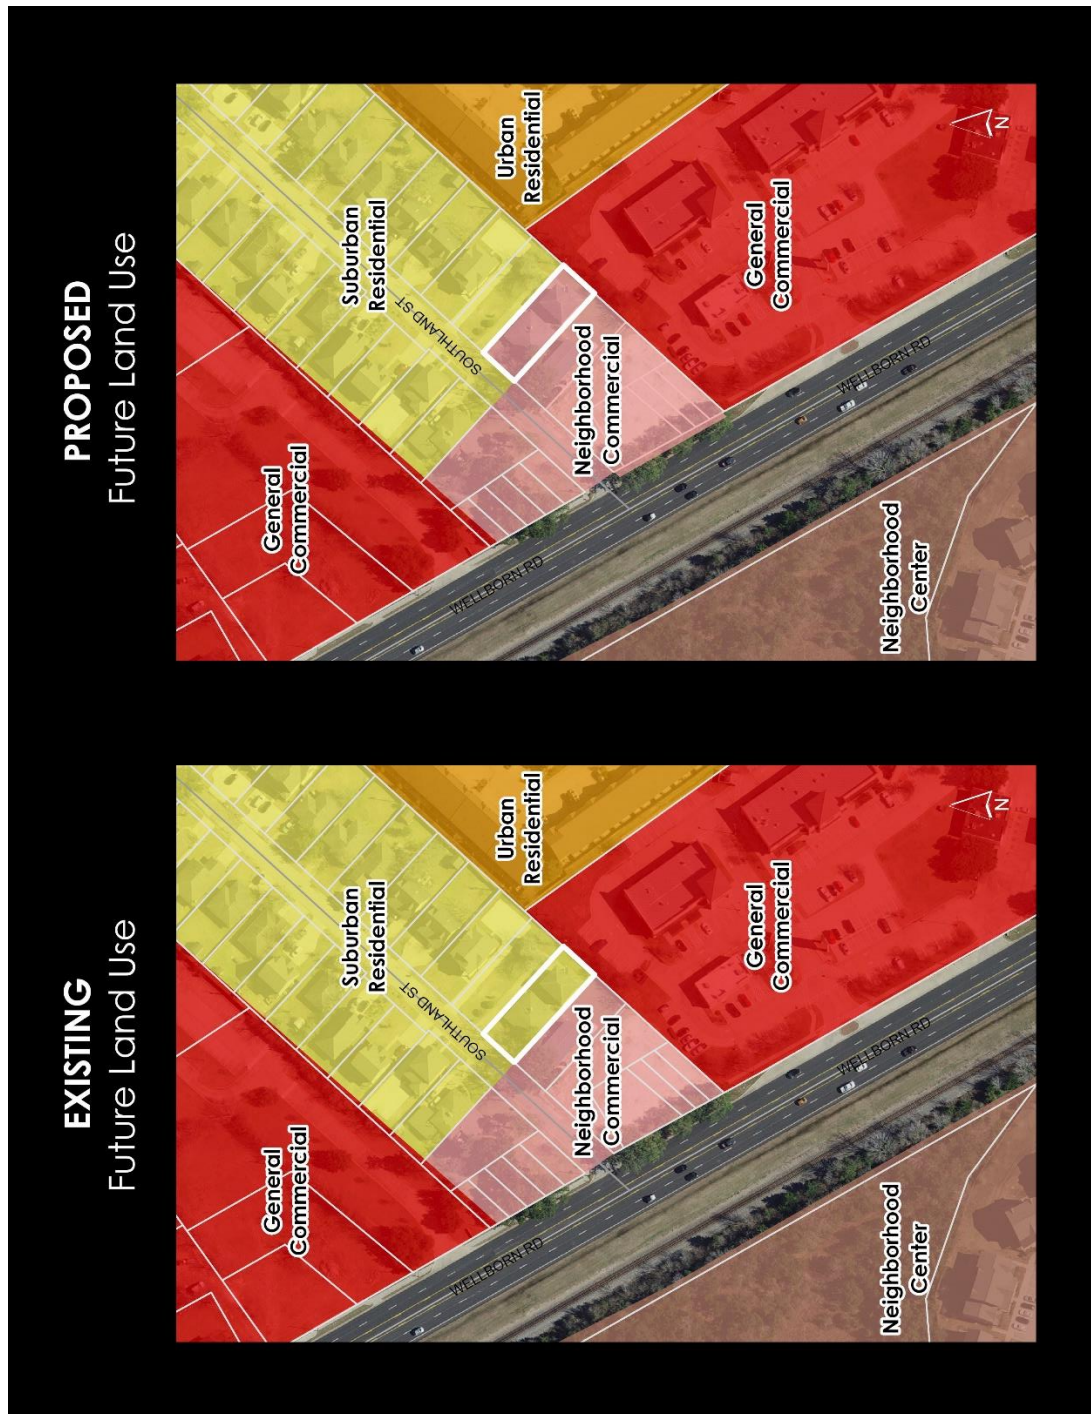 EXISTING
Future Land Use
General
Commercial
Suburban
Residential
SOUTHLAND ST
Urban
Residential
Neighborhood
Commercial
General
Commercial
WELLBORN RD
WELLBORN RD
Neighborhood
Center
N
PROPOSED
Future Land Use
General
Commercial
Suburban
Residential
SOUTHLAND ST
Urban
Residential
Neighborhood
Commercial
General
Commercial
WELLBORN RD
WELLBORN RD
Neighborhood
Center
N